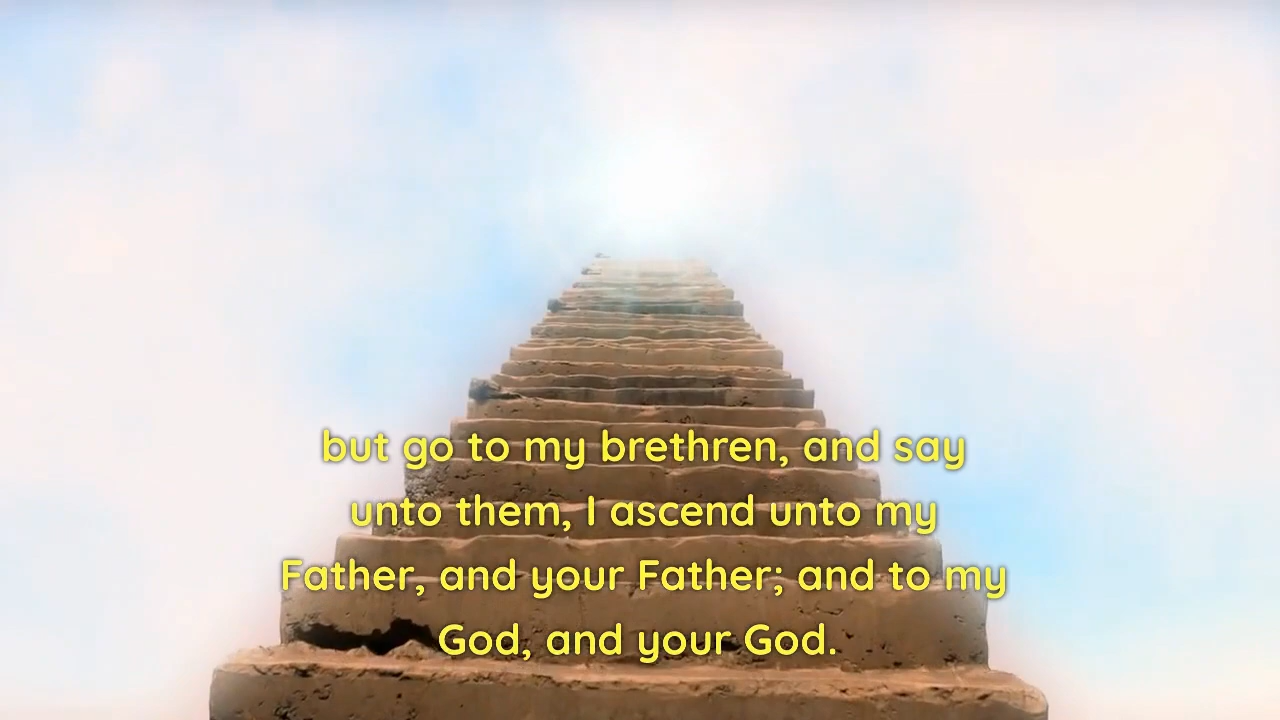 but go to my brethren, and say
unto them, I ascend unto my
Father, and your Father; and to my
God, and your God.